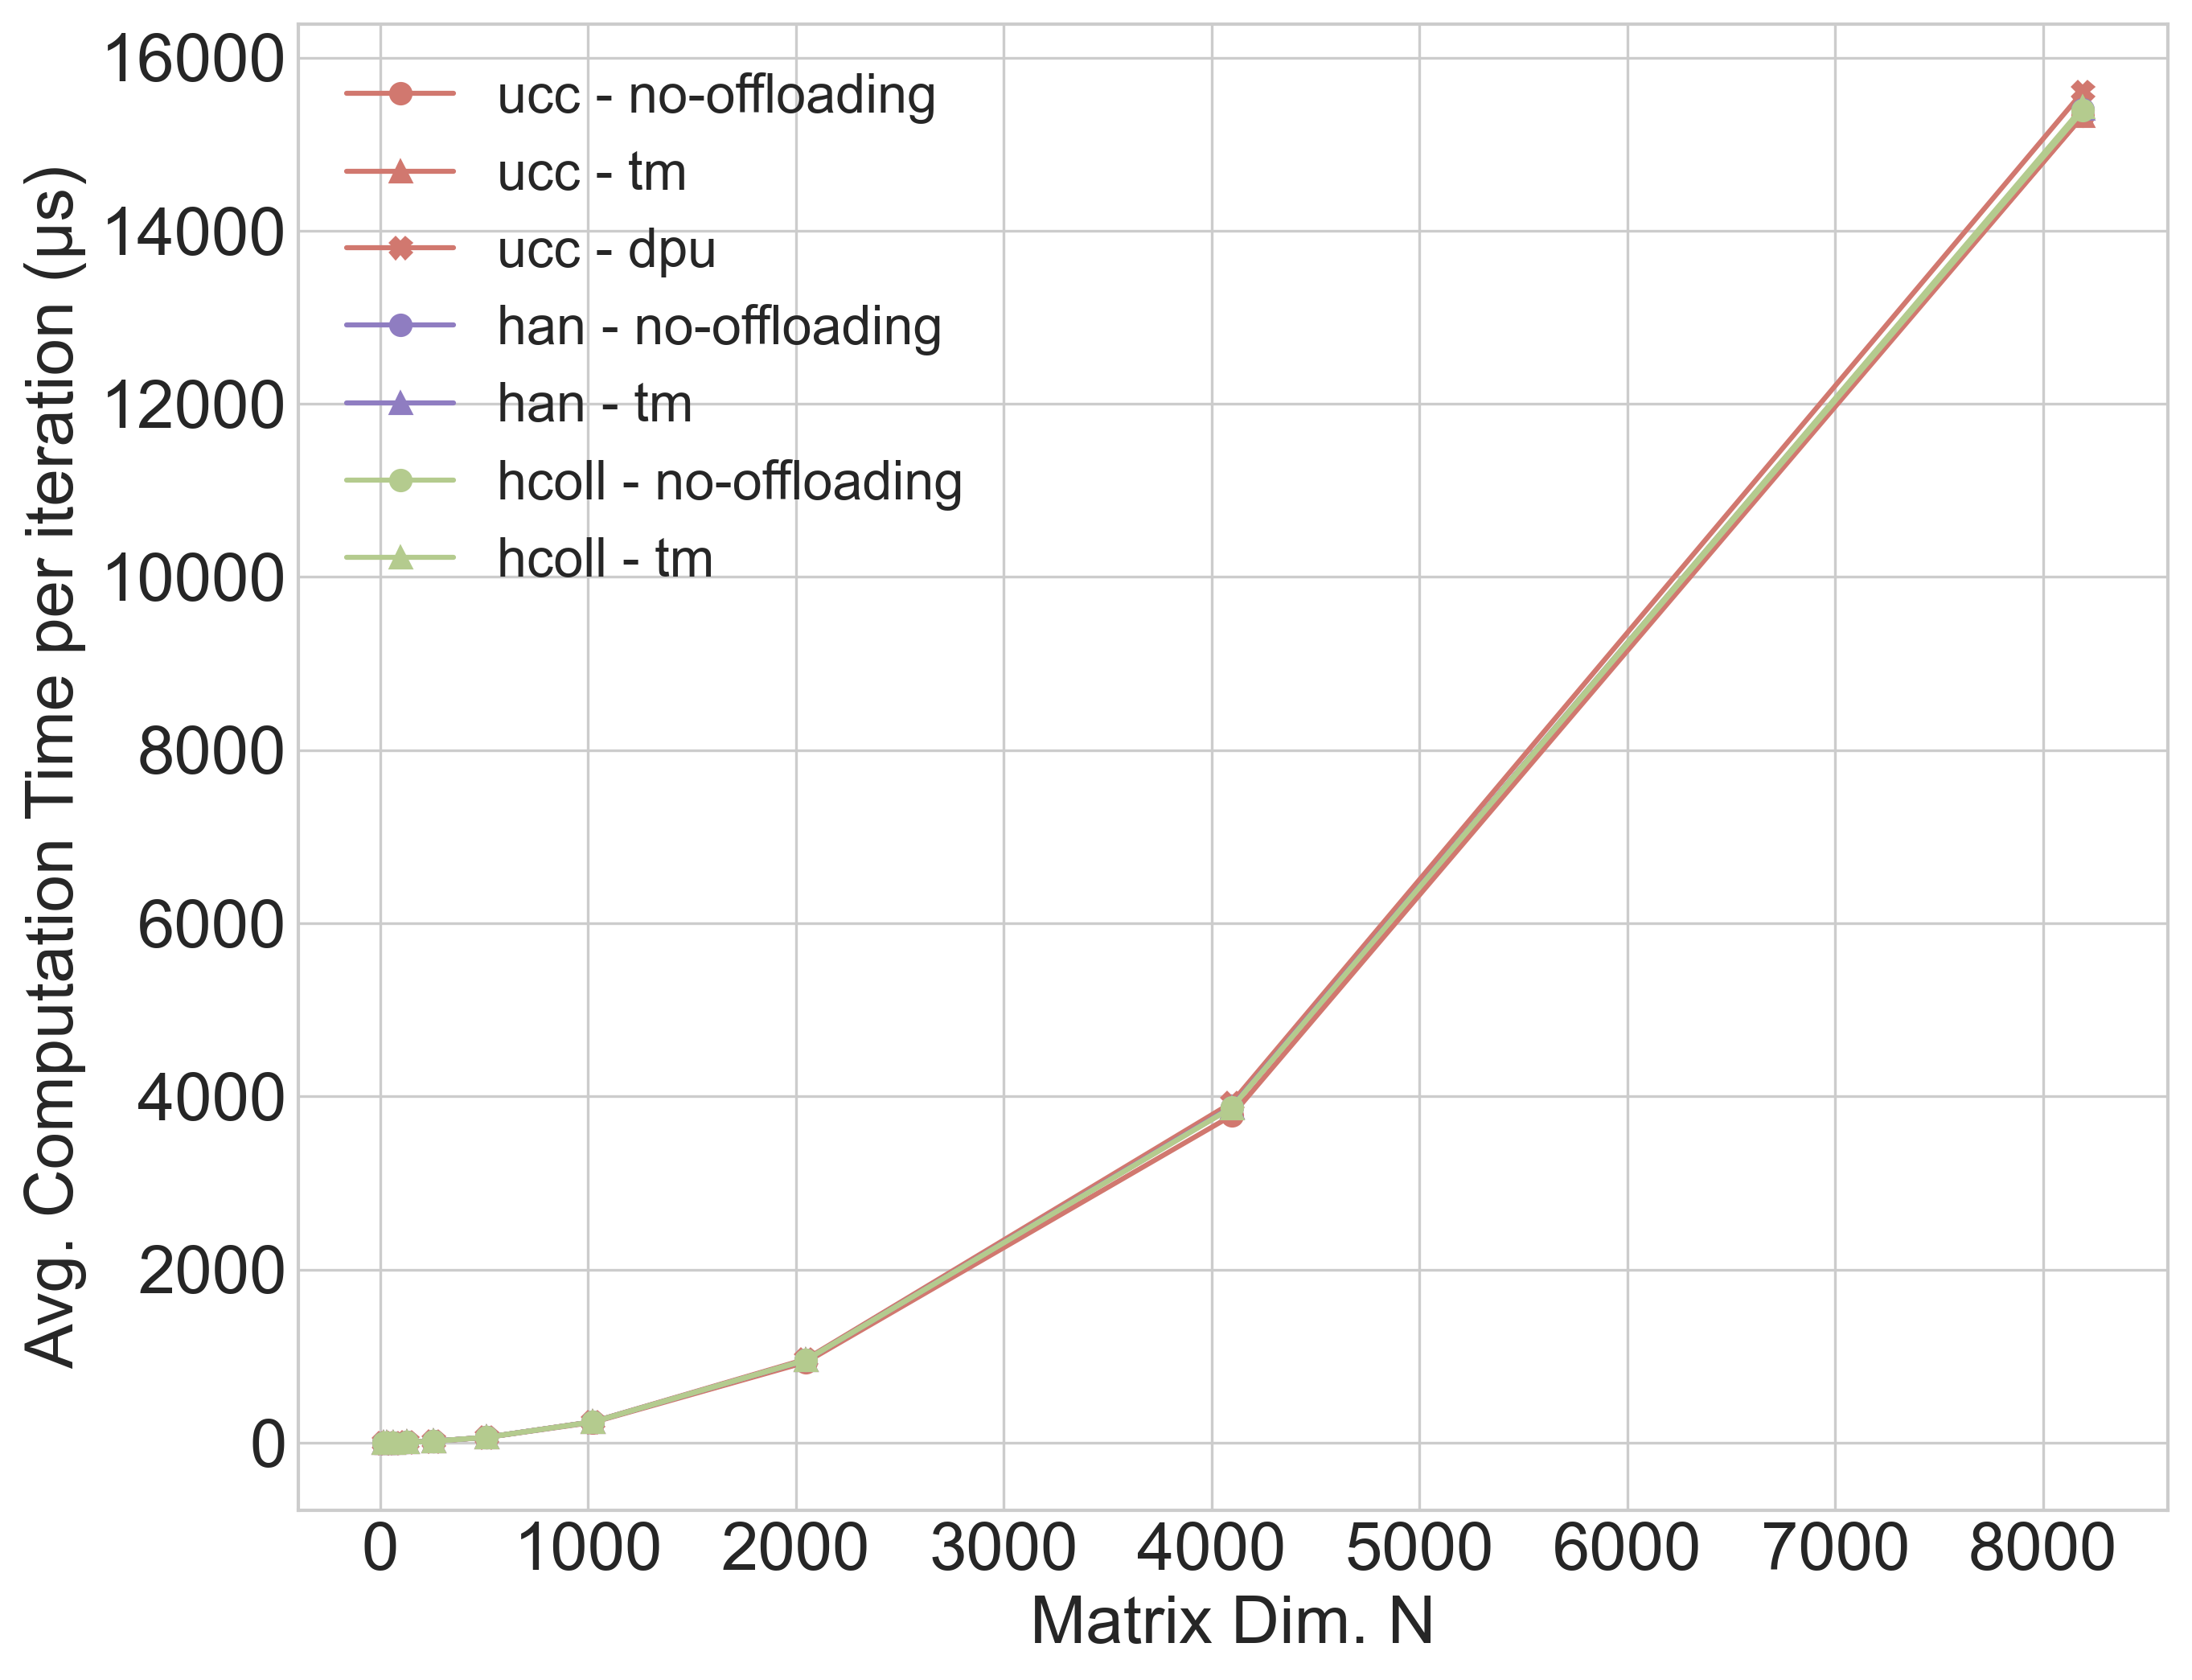 16000
14000
12000
10000
8000
6000
4000
2000
0
Avg. Computation Time per iteration (μs)
ucc - no-offloading
ucc - tm
ucc - dpu
han - no-offloading
han - tm
hcoll - no-offloading
hcoll - tm
0 1000 2000 3000 4000 5000 6000 7000 8000
Matrix Dim. N